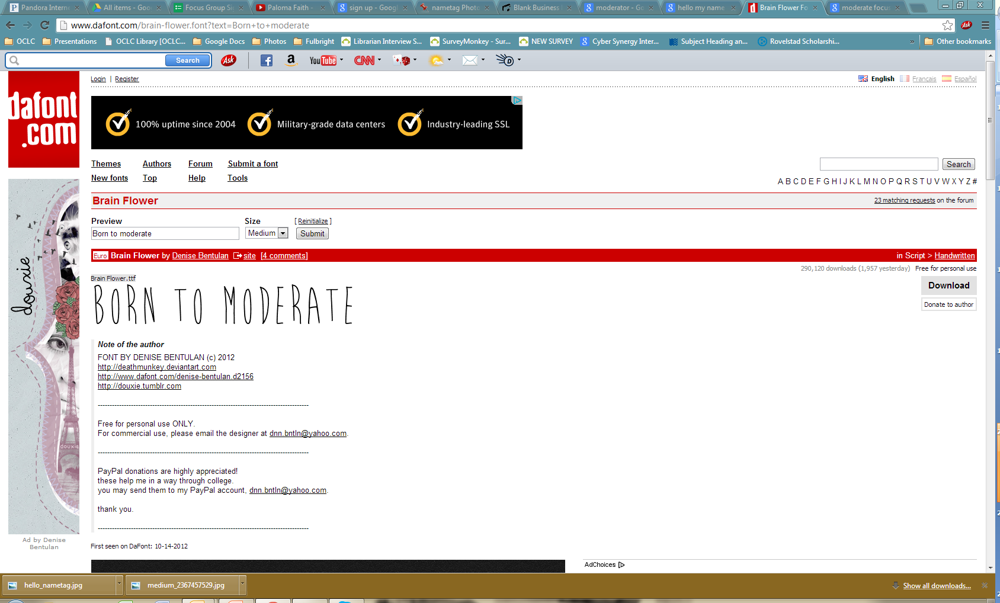 Pandora Interne
All items - Goo
Focus Group Si
Paloma Faith -
sign up - Googl
nametag Photo
Blank Business
moderator - Go
hello my name
Brain Flower Fo
moderate focus
www.dafont.com/brain-flower.font?text=Born+to+moderate
Ask
OCLC
Presentations
OCLC Library [OCLC...
Google Docs
Photos
Fulbright
Librarian Interview S...
SurveyMonkey - Sur...
NEW SURVEY
Cyber Synergy Inter...
Subject Heading an...
Rovelstad Scholarshi...
»
Other bookmarks
Search
Ask
YouTube
CNN
dafont
.com
Login | Register
English
Français
Español
100% uptime since 2004
Military-grade data centers
Industry-leading SSL
Themes Authors Forum Submit a font
New fonts Top Help Tools
Search
A B C D E F G H I J K L M N O P Q R S T U V W X Y Z #
Brain Flower
23 matching requests on the forum
Preview Size [ Reinitialize ]
Born to moderate Medium Submit
Euro Brain Flower by Denise Bentulan site [4 comments]
in Script > Handwritten
290,120 downloads (1,957 yesterday) Free for personal use
Brain Flower.ttf
Download
Donate to author
BORN TO MODERATE
douxie
Note of the author
FONT BY DENISE BENTULAN (c) 2012
http://deathmunkey.deviantart.com
http://www.dafont.com/denise-bentulan.d2156
http://douxie.tumblr.com
-----------------------------------------------------------------------------------------
Free for personal use ONLY.
For commercial use, please email the designer at dnn.bntln@yahoo.com.
-----------------------------------------------------------------------------------------
PayPal donations are highly appreciated!
these help me in a way through college.
you may send them to my PayPal account, dnn.bntln@yahoo.com.
thank you.
-----------------------------------------------------------------------------------------
douxie
Ad by Denise
Bentulan
First seen on DaFont: 10-14-2012
AdChoices
hello_nametag.jpg
medium_2367457529.jpg
Show all downloads...